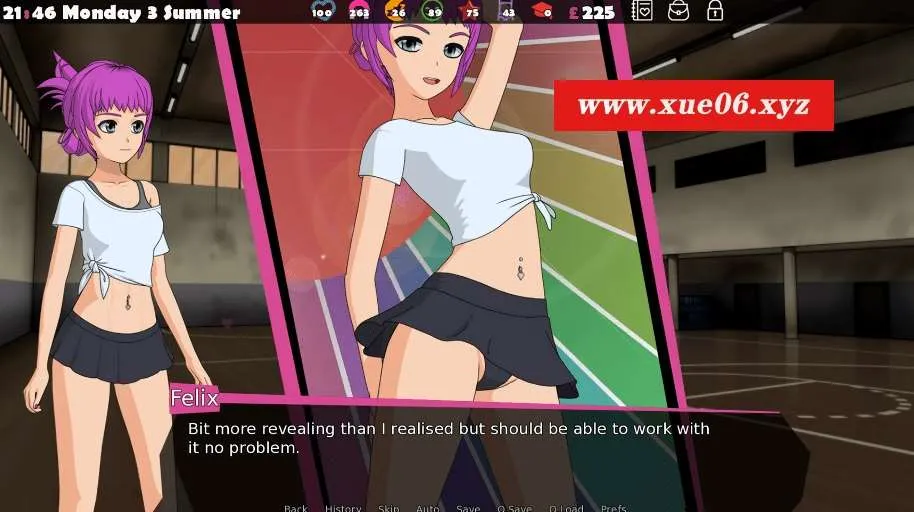 21:46 Monday 3 Summer
100 263 26 89 75 43 0 £225
www.xue06.xyz
Felix
Bit more revealing than I realised but should be able to work with
it no problem.
Back History Skip Auto Save Q.Save Q.Load Prefs